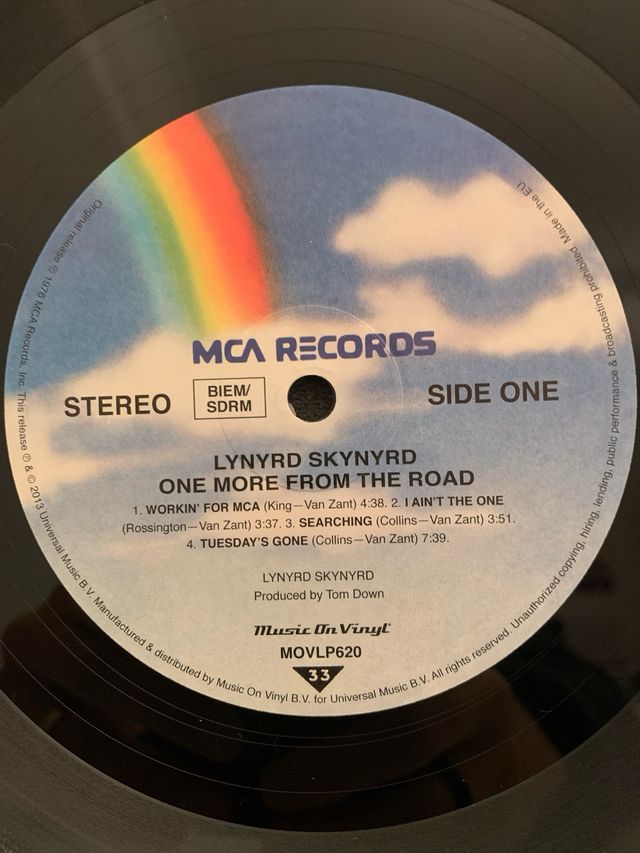 MCA RECORDS
STEREO
BIEM/
SDRM
SIDE ONE
LYNYRD SKYNYRD
ONE MORE FROM THE ROAD
1. WORKIN' FOR MCA (King—Van Zant) 4:38. 2. I AIN'T THE ONE
(Rossington—Van Zant) 3:37. 3. SEARCHING (Collins—Van Zant) 3:51.
4. TUESDAY'S GONE (Collins—Van Zant) 7:39.
LYNYRD SKYNYRD
Produced by Tom Down
Music On Vinyl
MOVLP620
33
Original release © 1976 MCA Records, Inc. This release ℗ & © 2013 Universal Music B.V. Manufactured & distributed by Music On Vinyl B.V. for Universal Music B.V. All rights reserved. Unauthorized copying, hiring, lending, public performance & broadcasting prohibited. Made in the EU.